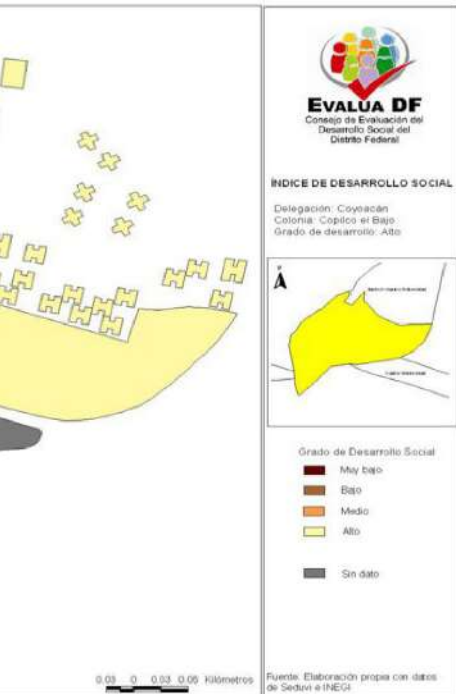 EVALUA DF
Consejo de Evaluación del
Desarrollo Social del
Distrito Federal
ÍNDICE DE DESARROLLO SOCIAL
Delegación: Coyoacán
Colonia: Copilco el Bajo
Grado de desarrollo: Alto
Grado de Desarrollo Social
Muy bajo
Bajo
Medio
Alto
Sin dato
0.03 0 0.03 0.06 Kilómetros
Fuente: Elaboración propia con datos
de Seduvi e INEGI